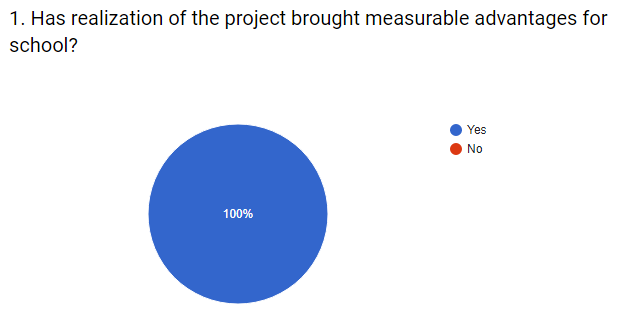 1. Has realization of the project brought measurable advantages for
school?
Yes
No
100%